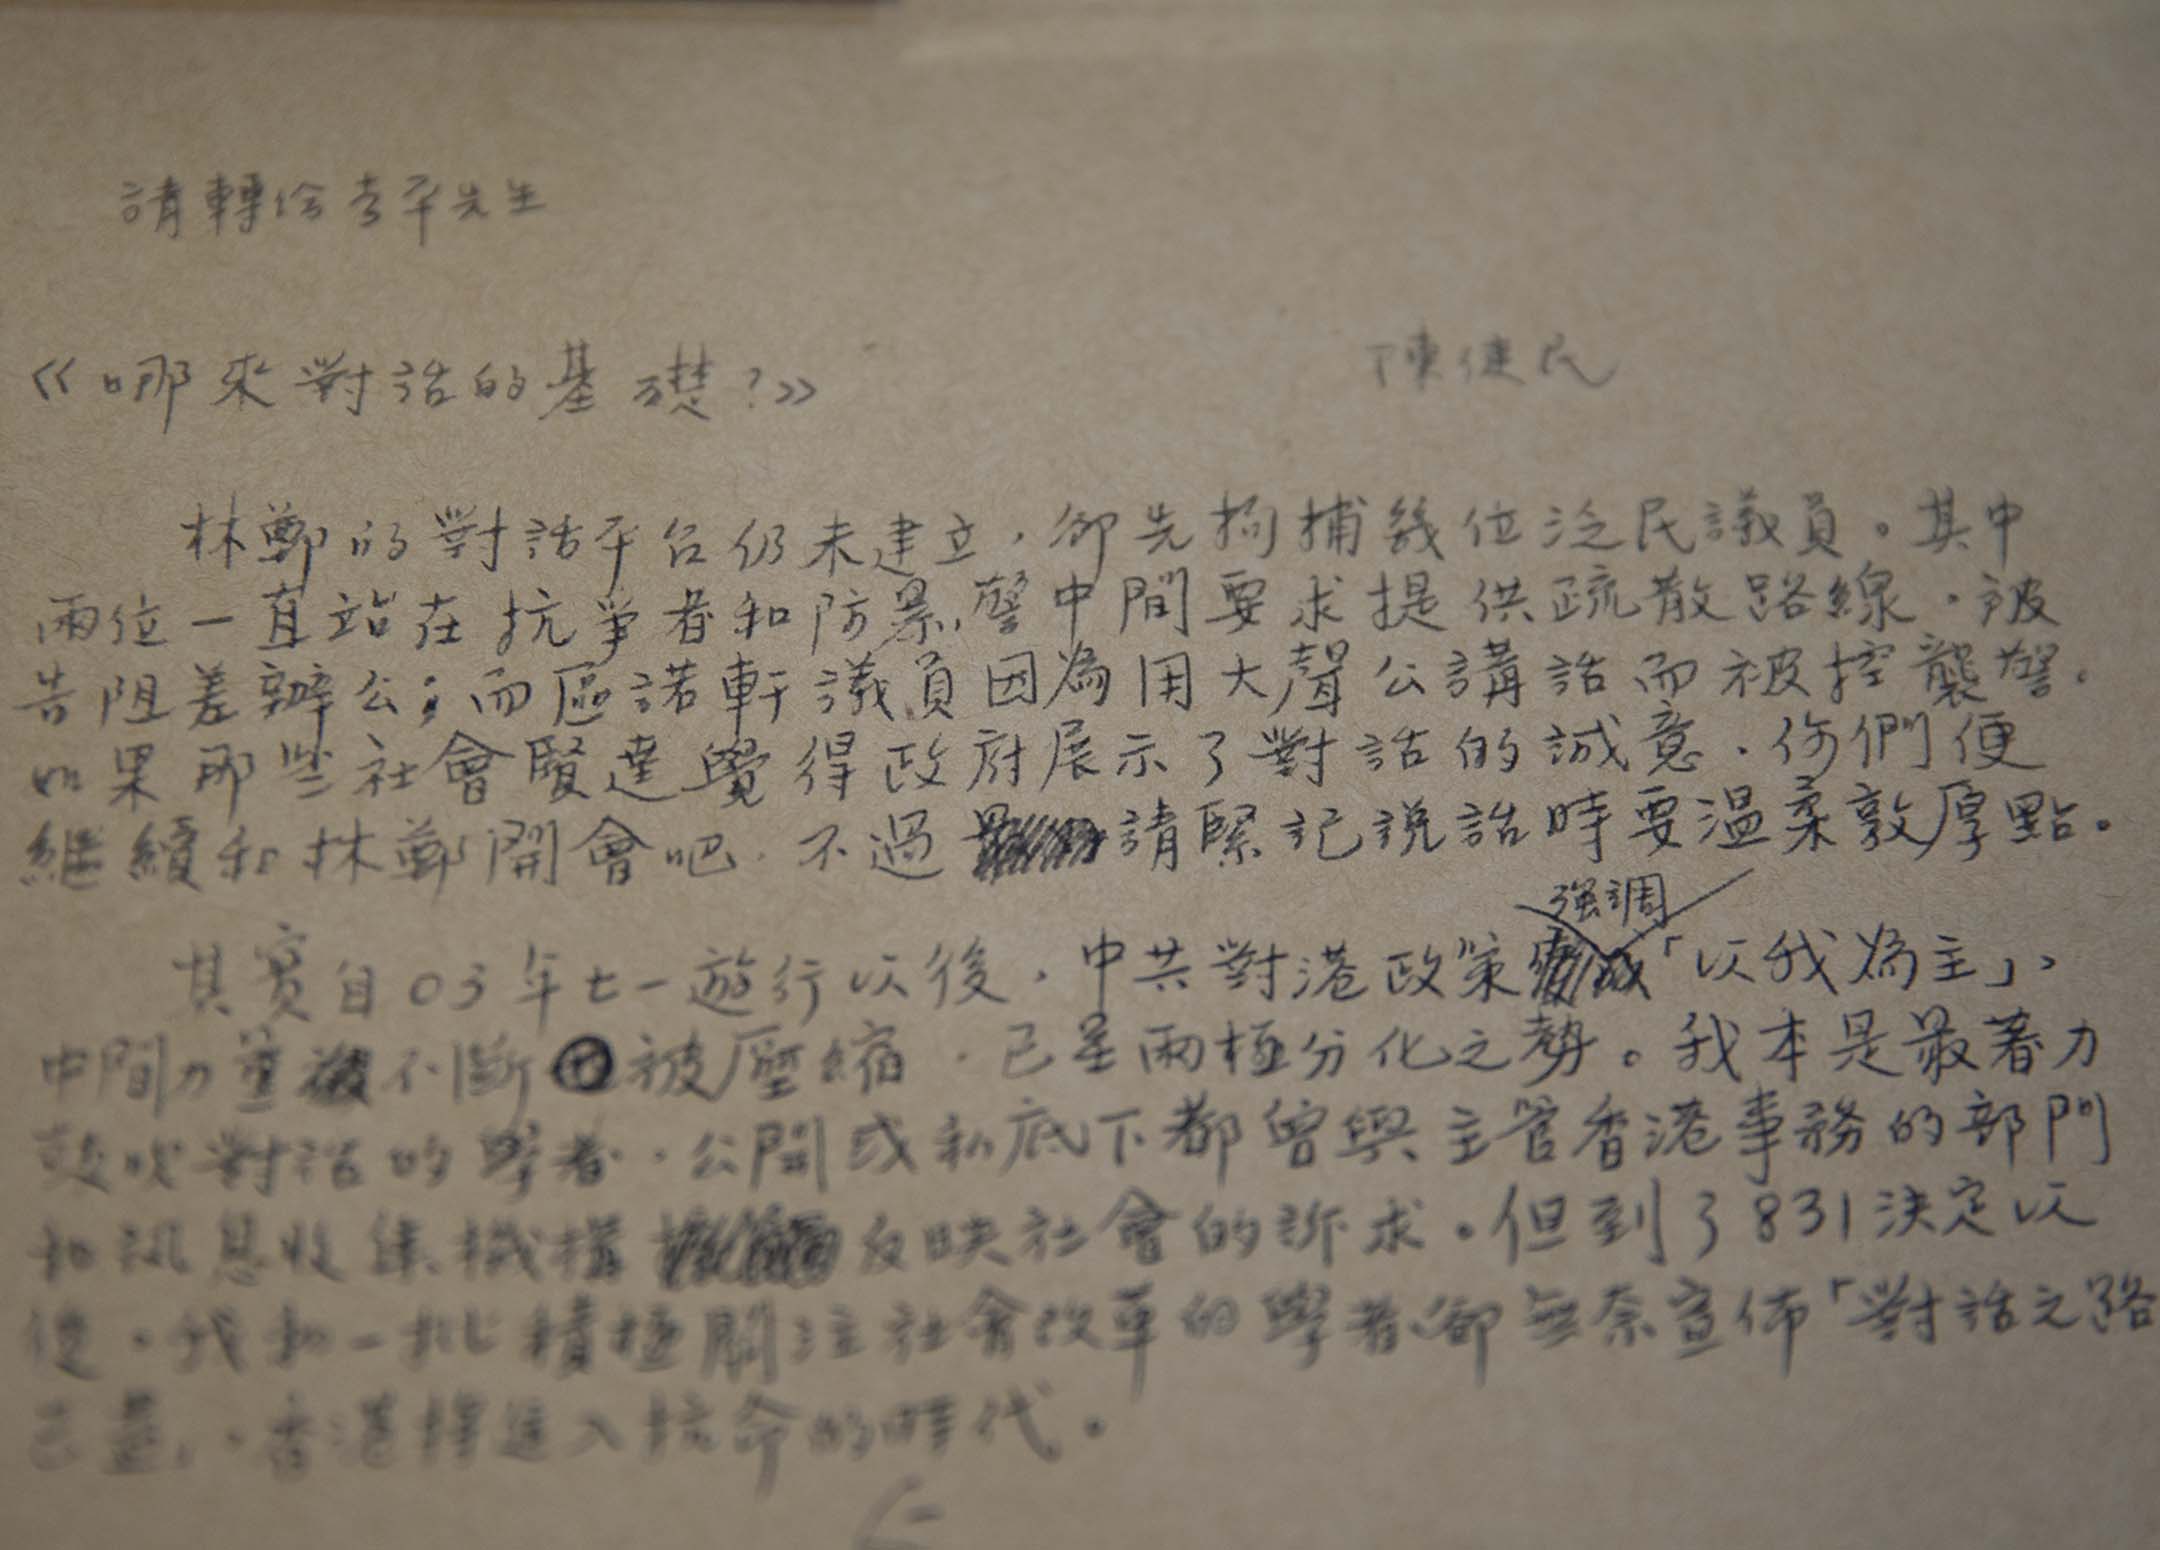 請轉給李平先生
《哪來對話的基礎?》 陳健民
林鄭的對話平台仍未建立，卻先拘捕幾位泛民議員。其中
兩位一直站在抗爭者和防暴警中間要求提供疏散路線，被
告阻差辦公；而區諾軒議員因為用大聲公講話而被控襲警。
如果那些社會賢達覺得政府展示了對話的誠意，你們便
繼續和林鄭開會吧，不過請緊記說話時要溫柔敦厚點。
強調
其實自03年七一遊行以後，中共對港政策「以我為主」、
中間力量不斷被壓縮，已呈兩極分化之勢。我本是最著力
鼓吹對話的學者，公開或私底下都曾與主管香港事務的部門
和訊息收集機構反映社會的訴求。但到了831決定以
後，我和一批積極關注社會改革的學者卻無奈宣佈「對話之路
已盡」，香港將進入抗命的時代。